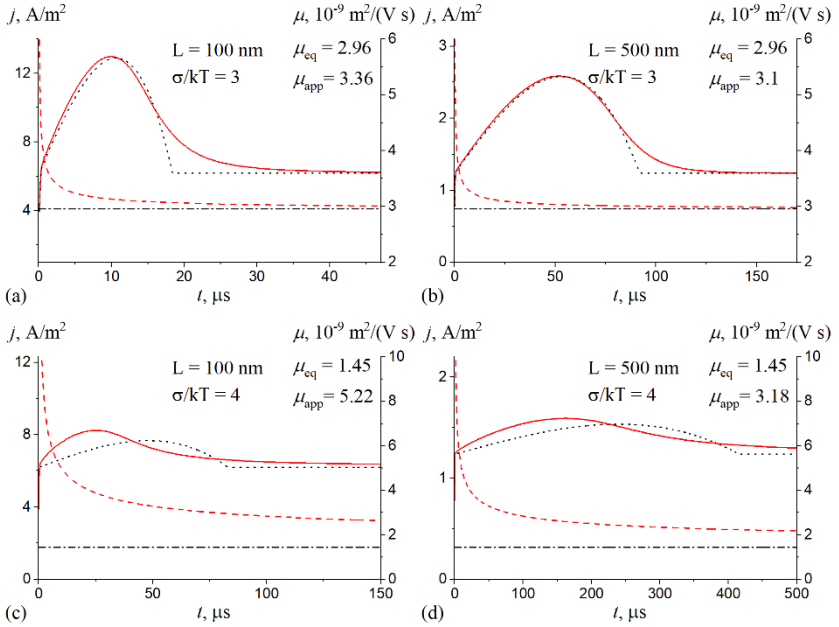 j, A/m² μ, 10⁻⁹ m²/(V s)
L = 100 nm μeq = 2.96
σ/kT = 3 μapp = 3.36
12
8
4
6
5
4
3
2
0 10 20 30 40
(a) t, μs
j, A/m² μ, 10⁻⁹ m²/(V s)
L = 500 nm μeq = 2.96
σ/kT = 3 μapp = 3.1
3
2
1
0
6
5
4
3
2
0 50 100 150
(b) t, μs
j, A/m² μ, 10⁻⁹ m²/(V s)
L = 100 nm μeq = 1.45
σ/kT = 4 μapp = 5.22
12
8
4
0
10
8
6
4
2
0
0 50 100 150
(c) t, μs
j, A/m² μ, 10⁻⁹ m²/(V s)
L = 500 nm μeq = 1.45
σ/kT = 4 μapp = 3.18
2
1
0
10
8
6
4
2
0
0 100 200 300 400 500
(d) t, μs